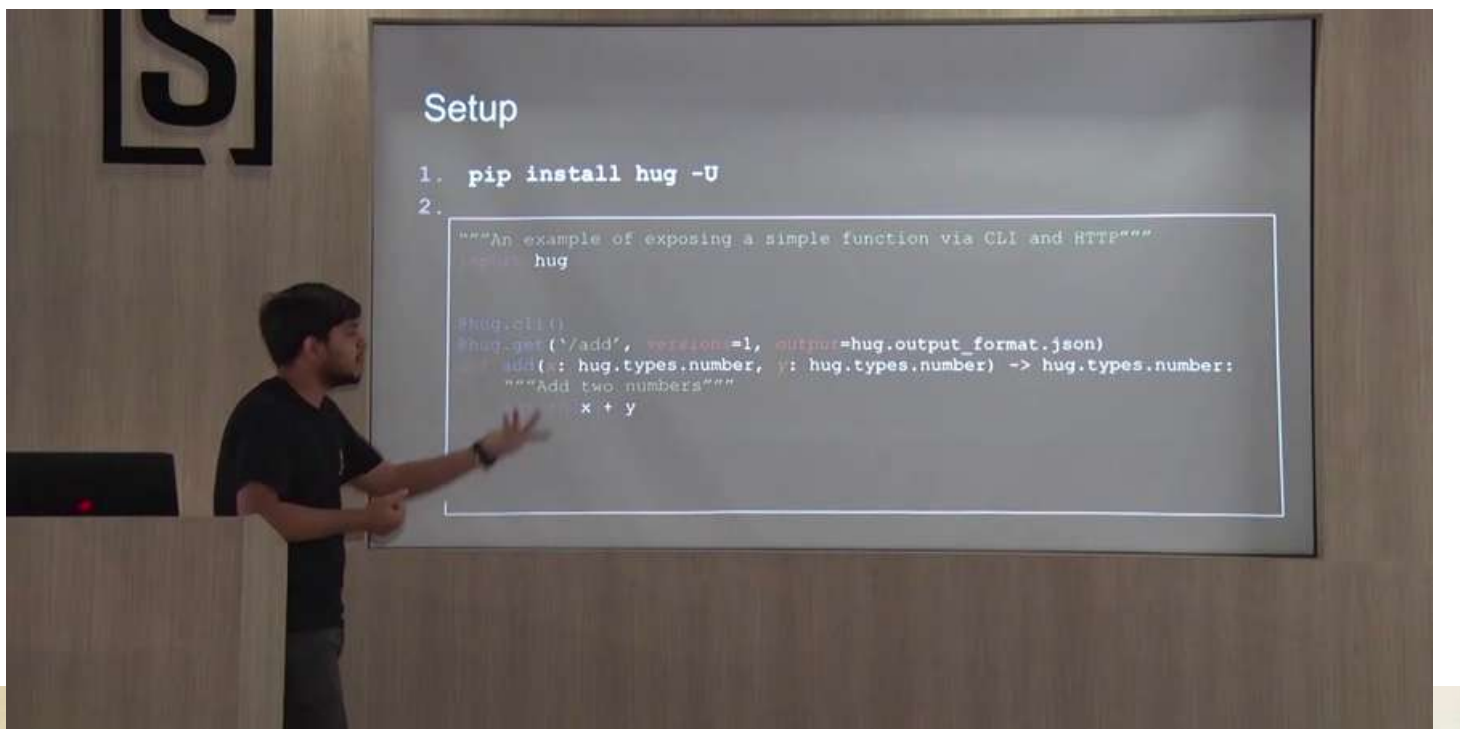 S
Setup
1. pip install hug -U
2.
"""An example of exposing a simple function via CLI and HTTP"""
import hug
@hug.cli()
@hug.get('/add', versions=1, output=hug.output_format.json)
def add(x: hug.types.number, y: hug.types.number) -> hug.types.number:
"""Add two numbers"""
x + y